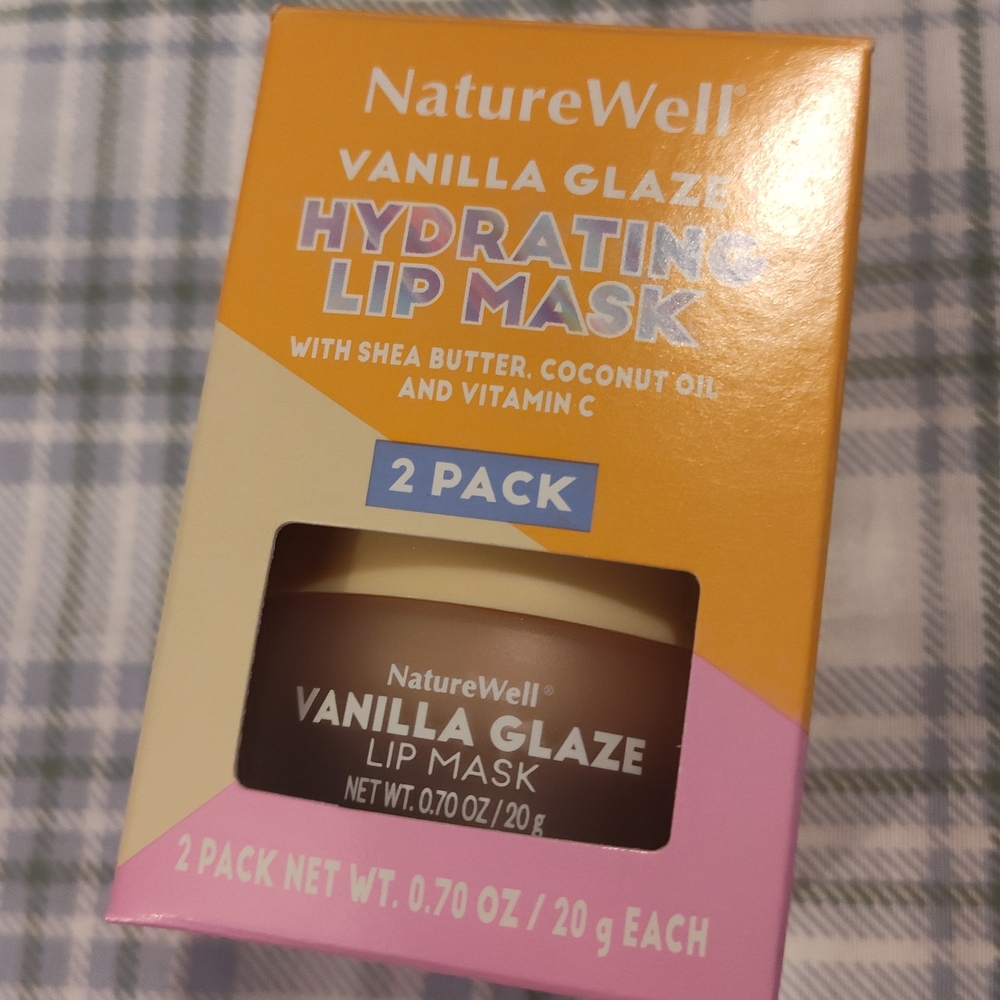 NatureWell®
VANILLA GLAZE
HYDRATING
LIP MASK
WITH SHEA BUTTER, COCONUT OIL
AND VITAMIN C
2 PACK
NatureWell®
VANILLA GLAZE
LIP MASK
NET WT. 0.70 OZ / 20 g
2 PACK NET WT. 0.70 OZ / 20 g EACH